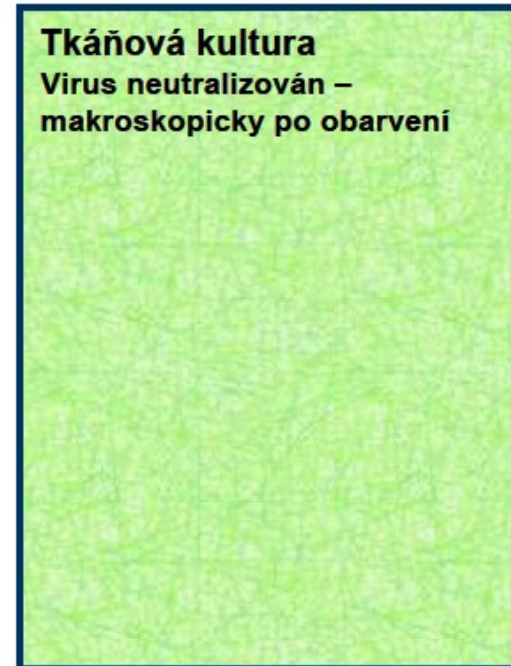 Tkáňová kultura
Virus neutralizován –
makroskopicky po obarvení